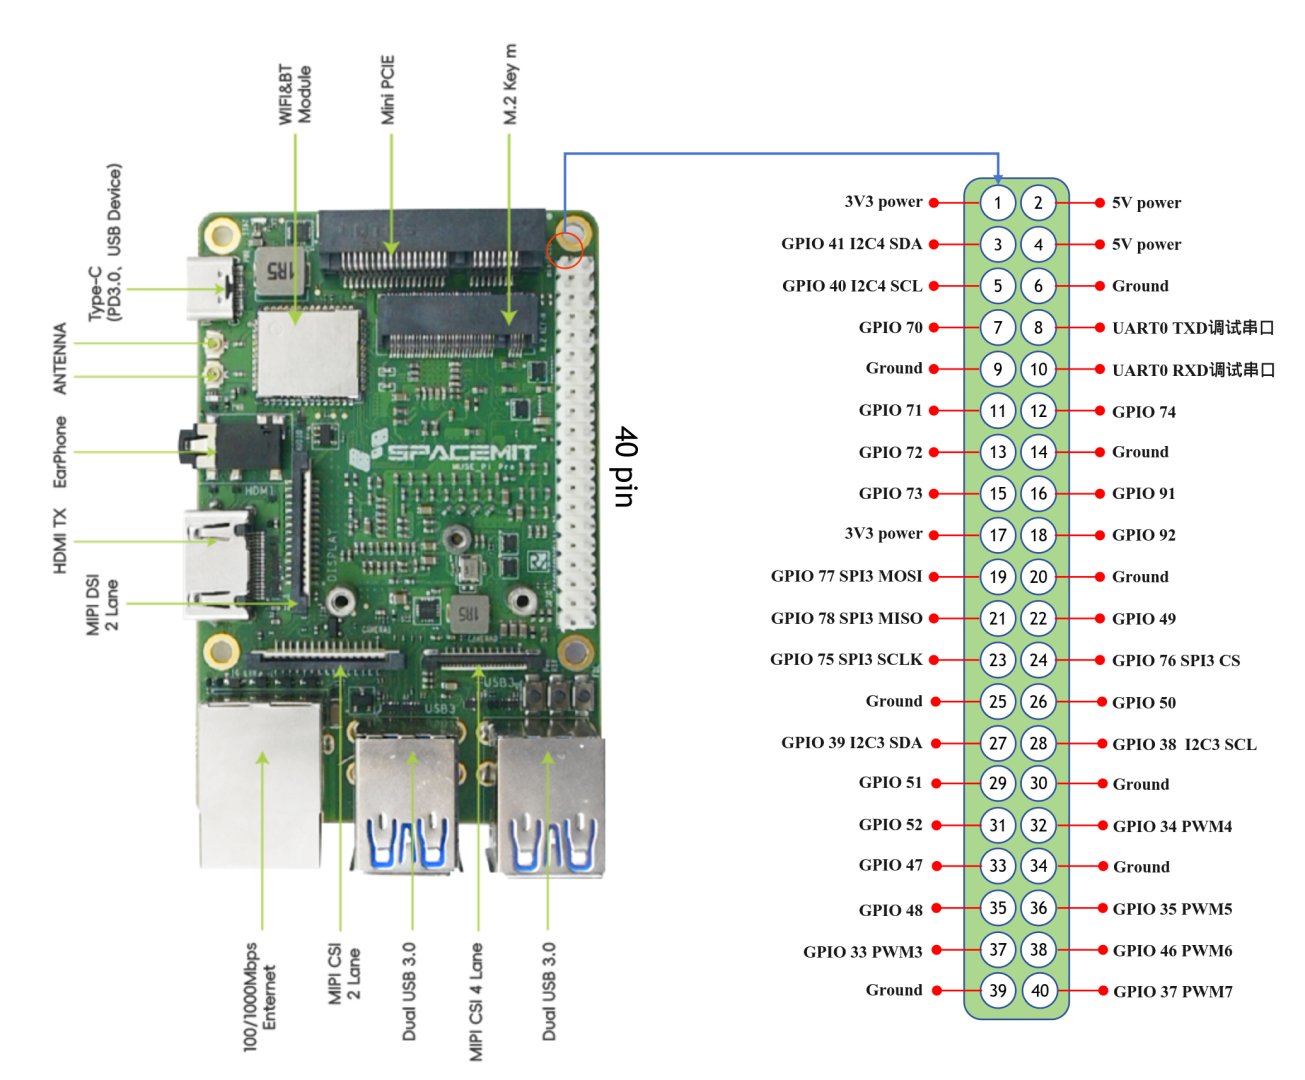 WIFI&BT
Module
Mini PCIE
M.2 Key m
Type-C
(PD3.0、USB Device)
ANTENNA
EarPhone
HDMI TX
MIPI DSI
2 Lane
1R5
SPACEMIT
MUSE_Pi Pro
HDMI
DISPLAY
1R5
CAMERA0
USB3
USB3
40 pin
100/1000Mbps
Enternet
MIPI CSI
2 Lane
Dual USB 3.0
MIPI CSI 4 Lane
Dual USB 3.0
3V3 power 1 2 5V power
GPIO 41 I2C4 SDA 3 4 5V power
GPIO 40 I2C4 SCL 5 6 Ground
GPIO 70 7 8 UART0 TXD调试串口
Ground 9 10 UART0 RXD调试串口
GPIO 71 11 12 GPIO 74
GPIO 72 13 14 Ground
GPIO 73 15 16 GPIO 91
3V3 power 17 18 GPIO 92
GPIO 77 SPI3 MOSI 19 20 Ground
GPIO 78 SPI3 MISO 21 22 GPIO 49
GPIO 75 SPI3 SCLK 23 24 GPIO 76 SPI3 CS
Ground 25 26 GPIO 50
GPIO 39 I2C3 SDA 27 28 GPIO 38 I2C3 SCL
GPIO 51 29 30 Ground
GPIO 52 31 32 GPIO 34 PWM4
GPIO 47 33 34 Ground
GPIO 48 35 36 GPIO 35 PWM5
GPIO 33 PWM3 37 38 GPIO 46 PWM6
Ground 39 40 GPIO 37 PWM7